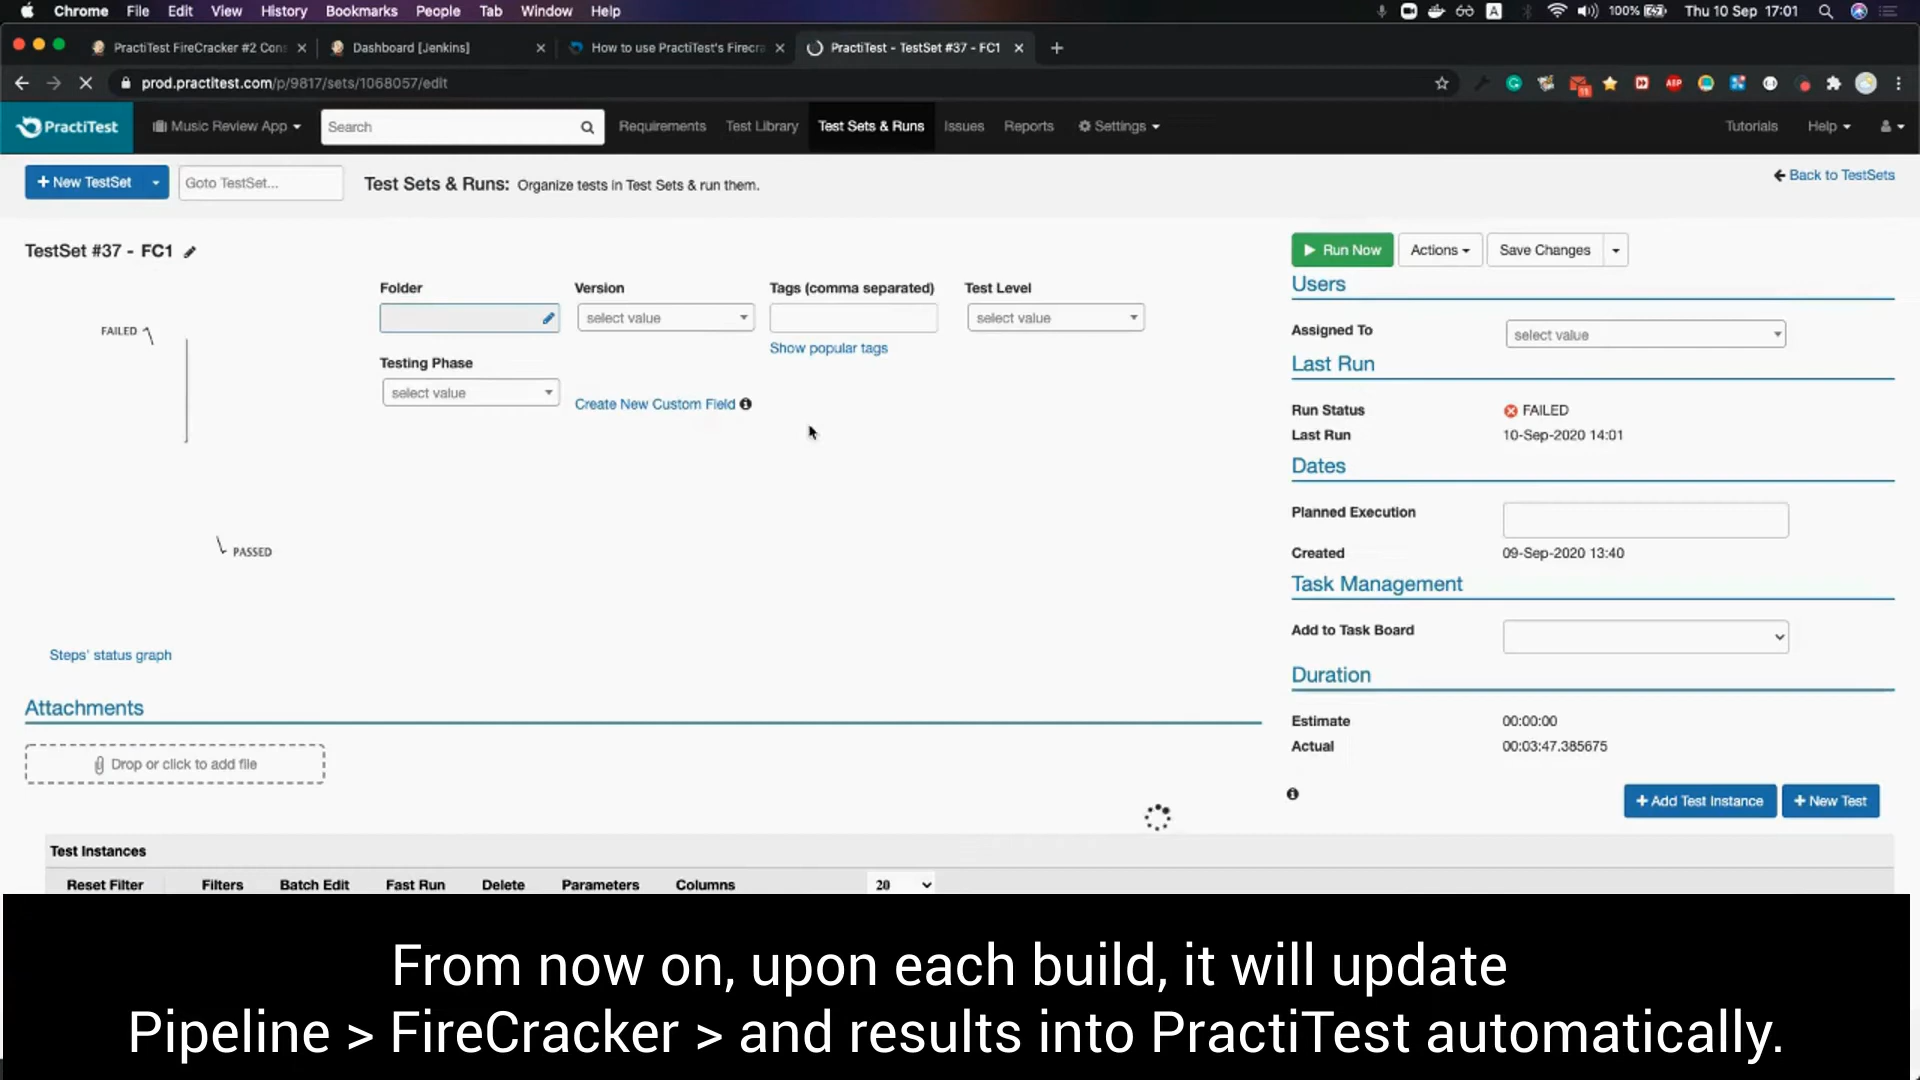 Chrome File Edit View History Bookmarks People Tab Window Help A 100% Thu 10 Sep 17:01
PractiTest FireCracker #2 Cons Dashboard [Jenkins] How to use PractiTest's Firecra PractiTest - TestSet #37 - FC1
prod.practitest.com/p/9817/sets/1068057/edit
PractiTest Music Review App Search Requirements Test Library Test Sets & Runs Issues Reports Settings Tutorials Help
+ New TestSet Goto TestSet... Test Sets & Runs: Organize tests in Test Sets & run them. Back to TestSets
TestSet #37 - FC1
Run Now Actions Save Changes
Folder Version Tags (comma separated) Test Level
select value select value
Show popular tags
Testing Phase
select value
Create New Custom Field
FAILED
PASSED
Steps' status graph
Users
Assigned To select value
Last Run
Run Status FAILED
Last Run 10-Sep-2020 14:01
Dates
Planned Execution
Created 09-Sep-2020 13:40
Task Management
Add to Task Board
Duration
Estimate 00:00:00
Actual 00:03:47.385675
Attachments
Drop or click to add file
+ Add Test Instance + New Test
Test Instances
Reset Filter Filters Batch Edit Fast Run Delete Parameters Columns 20
From now on, upon each build, it will update
Pipeline > FireCracker > and results into PractiTest automatically.